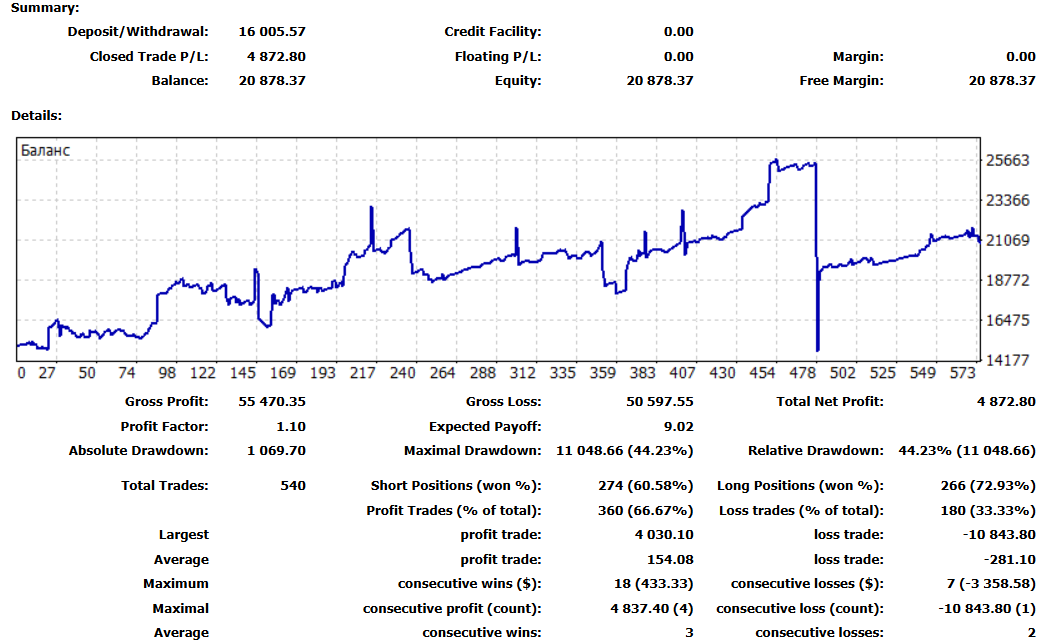 Summary:
Deposit/Withdrawal: 16 005.57 Credit Facility: 0.00
Closed Trade P/L: 4 872.80 Floating P/L: 0.00 Margin: 0.00
Balance: 20 878.37 Equity: 20 878.37 Free Margin: 20 878.37
Details:
Баланс
25663
23366
21069
18772
16475
14177
0 27 50 74 98 122 145 169 193 217 240 264 288 312 335 359 383 407 430 454 478 502 525 549 573
Gross Profit: 55 470.35 Gross Loss: 50 597.55 Total Net Profit: 4 872.80
Profit Factor: 1.10 Expected Payoff: 9.02
Absolute Drawdown: 1 069.70 Maximal Drawdown: 11 048.66 (44.23%) Relative Drawdown: 44.23% (11 048.66)
Total Trades: 540 Short Positions (won %): 274 (60.58%) Long Positions (won %): 266 (72.93%)
Profit Trades (% of total): 360 (66.67%) Loss trades (% of total): 180 (33.33%)
Largest profit trade: 4 030.10 loss trade: -10 843.80
Average profit trade: 154.08 loss trade: -281.10
Maximum consecutive wins ($): 18 (433.33) consecutive losses ($): 7 (-3 358.58)
Maximal consecutive profit (count): 4 837.40 (4) consecutive loss (count): -10 843.80 (1)
Average consecutive wins: 3 consecutive losses: 2